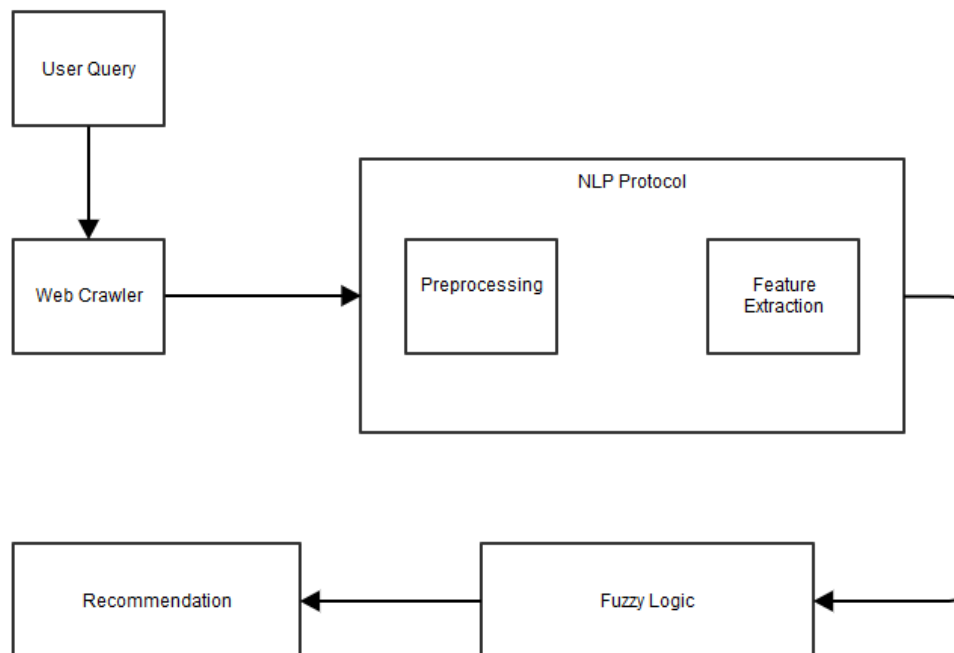 User Query
NLP Protocol
Web Crawler
Preprocessing
Feature
Extraction
Recommendation
Fuzzy Logic